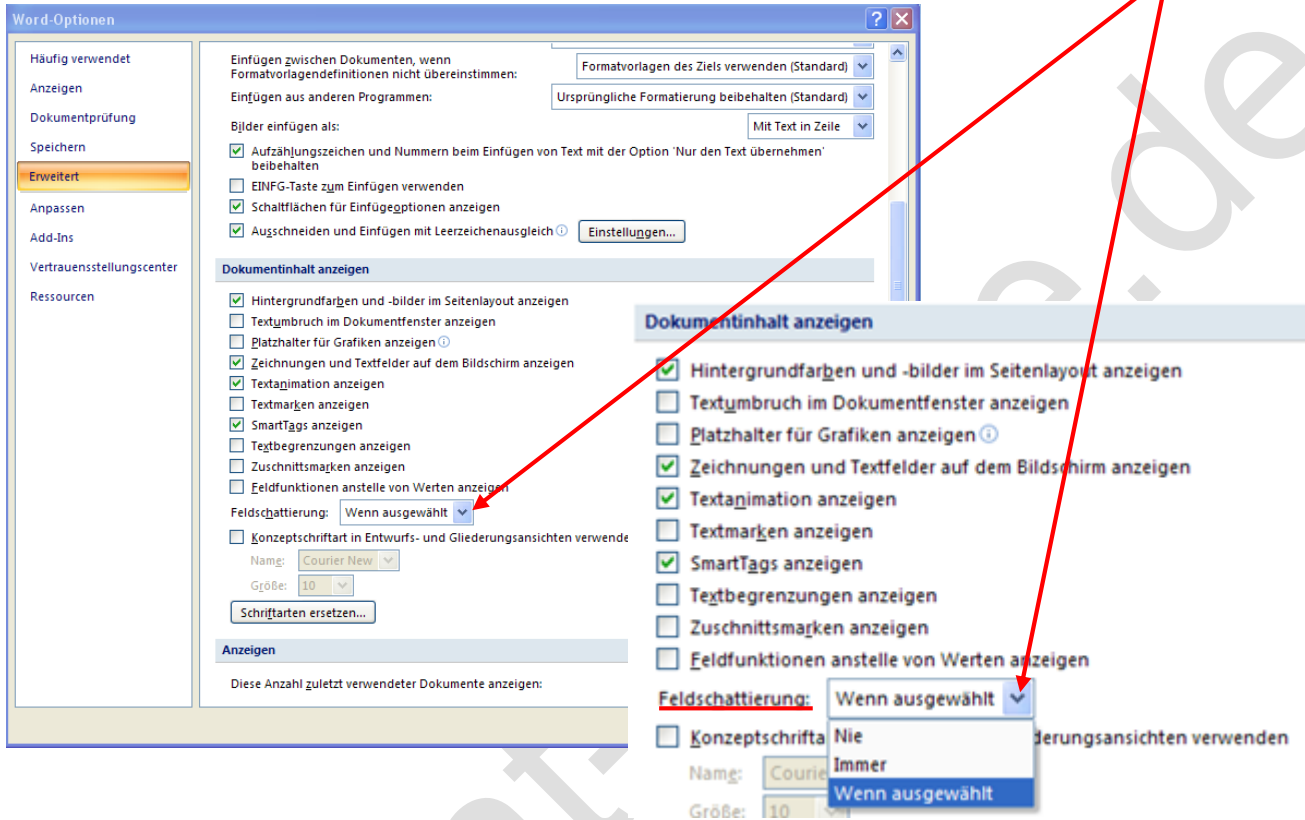 Word-Optionen
Häufig verwendet
Anzeigen
Dokumentprüfung
Speichern
Erweitert
Anpassen
Add-Ins
Vertrauensstellungscenter
Ressourcen
Einfügen zwischen Dokumenten, wenn
Formatvorlagendefinitionen nicht übereinstimmen:
Formatvorlagen des Ziels verwenden (Standard)
Einfügen aus anderen Programmen:
Ursprüngliche Formatierung beibehalten (Standard)
Bilder einfügen als:
Mit Text in Zeile
Aufzählungszeichen und Nummern beim Einfügen von Text mit der Option 'Nur den Text übernehmen'
beibehalten
EINFG-Taste zum Einfügen verwenden
Schaltflächen für Einfügeoptionen anzeigen
Ausschneiden und Einfügen mit Leerzeichenausgleich
Einstellungen...
Dokumentinhalt anzeigen
Hintergrundfarben und -bilder im Seitenlayout anzeigen
Textumbruch im Dokumentfenster anzeigen
Platzhalter für Grafiken anzeigen
Zeichnungen und Textfelder auf dem Bildschirm anzeigen
Textanimation anzeigen
Textmarken anzeigen
SmartTags anzeigen
Textbegrenzungen anzeigen
Zuschnittsmarken anzeigen
Feldfunktionen anstelle von Werten anzeigen
Feldschattierung: Wenn ausgewählt
Konzeptschriftart in Entwurfs- und Gliederungsansichten verwende
Name: Courier New
Größe: 10
Schriftarten ersetzen...
Anzeigen
Diese Anzahl zuletzt verwendeter Dokumente anzeigen:
Dokumentinhalt anzeigen
Hintergrundfarben und -bilder im Seitenlayout anzeigen
Textumbruch im Dokumentfenster anzeigen
Platzhalter für Grafiken anzeigen
Zeichnungen und Textfelder auf dem Bildschirm anzeigen
Textanimation anzeigen
Textmarken anzeigen
SmartTags anzeigen
Textbegrenzungen anzeigen
Zuschnittsmarken anzeigen
Feldfunktionen anstelle von Werten anzeigen
Feldschattierung: Wenn ausgewählt
Konzeptschrifta
derungsansichten verwenden
Nie
Immer
Wenn ausgewählt
Name: Courie
Größe: 10